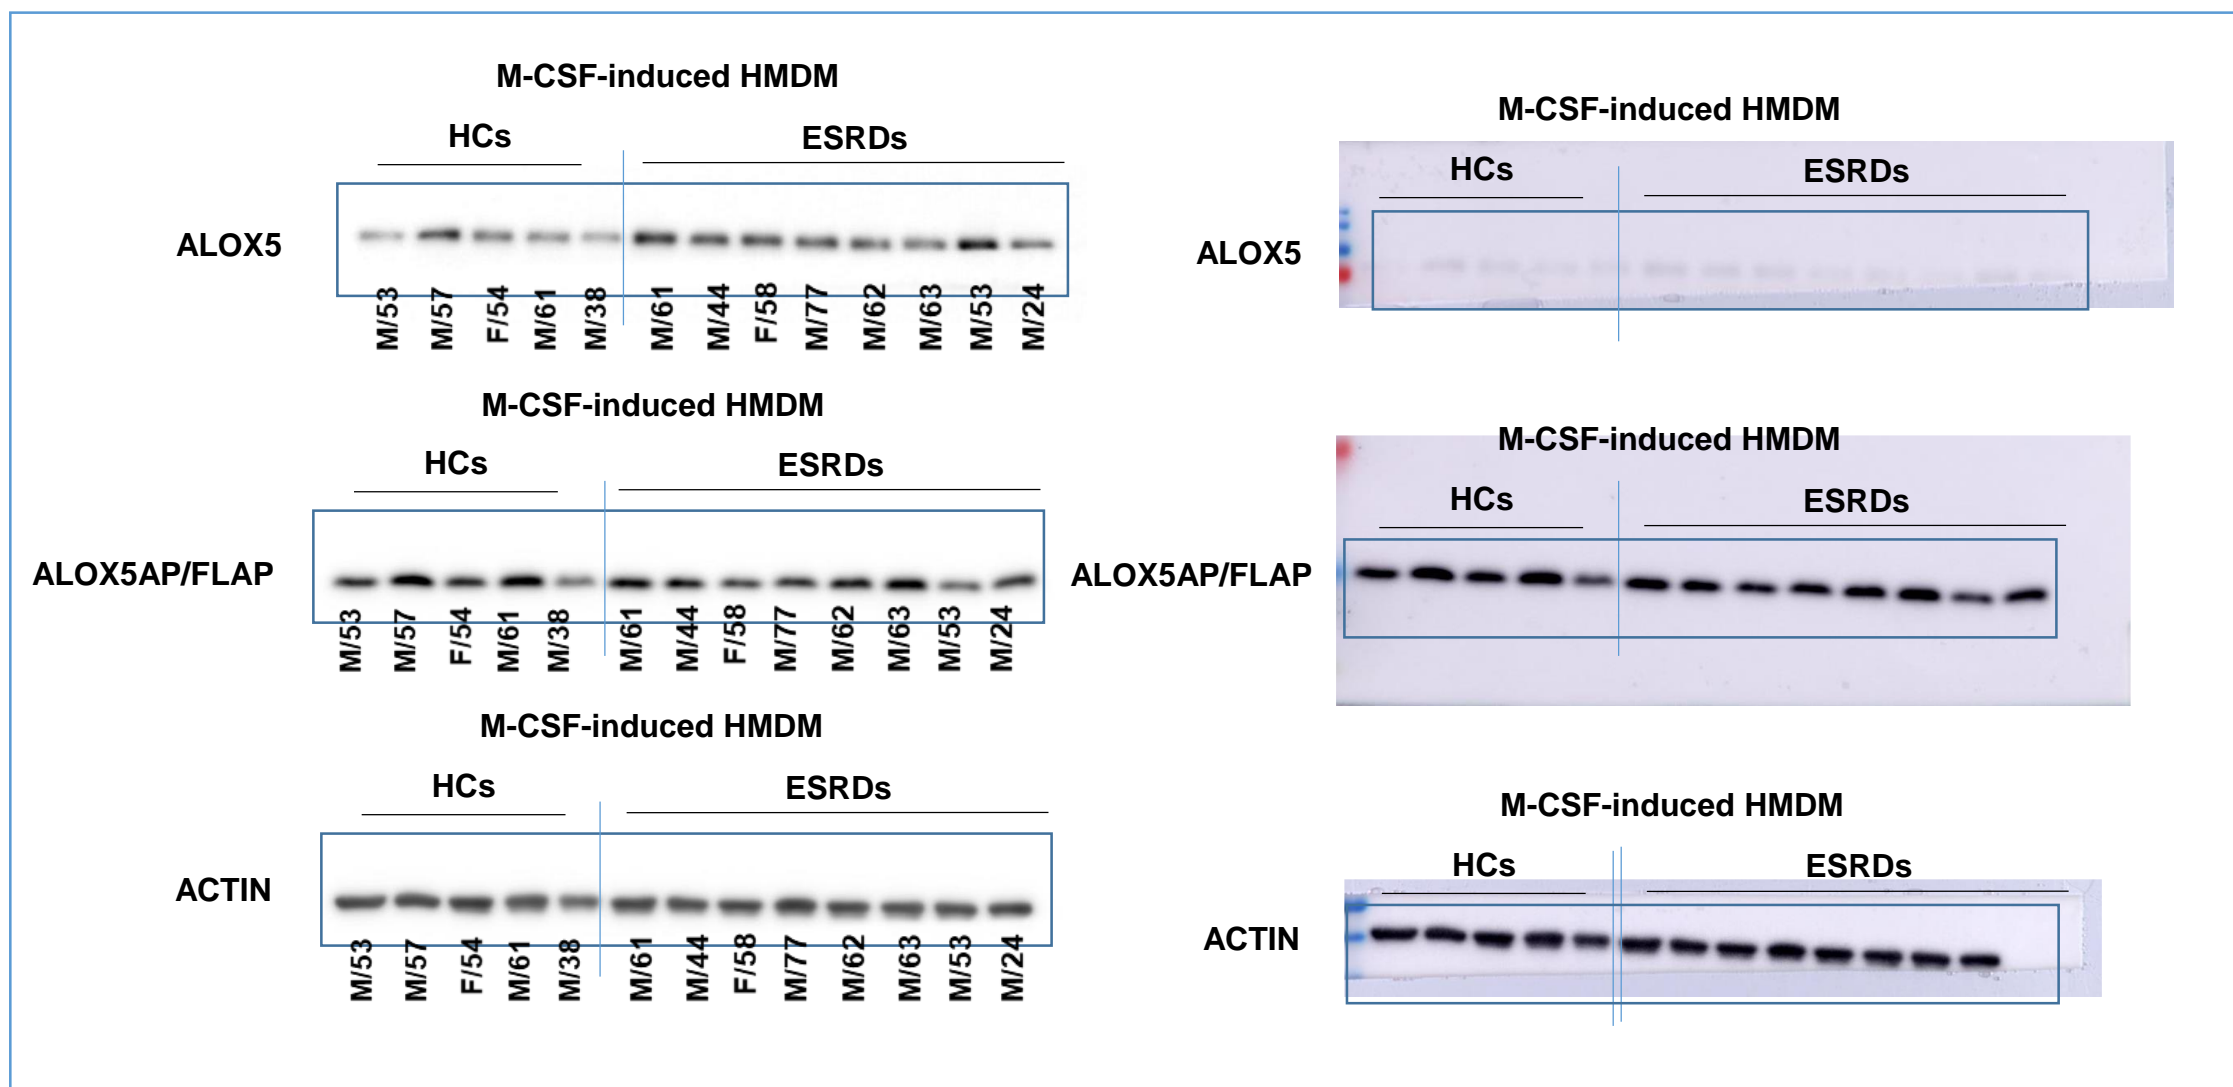 M-CSF-induced HMDM
HCs ESRDs
ALOX5
M/53 M/57 F/54 M/61 M/38 M/61 M/44 F/58 M/77 M/62 M/63 M/53 M/24
M-CSF-induced HMDM
HCs ESRDs
ALOX5AP/FLAP
M/53 M/57 F/54 M/61 M/38 M/61 M/44 F/58 M/77 M/62 M/63 M/53 M/24
M-CSF-induced HMDM
HCs ESRDs
ACTIN
M/53 M/57 F/54 M/61 M/38 M/61 M/44 F/58 M/77 M/62 M/63 M/53 M/24
M-CSF-induced HMDM
HCs ESRDs
ALOX5
M-CSF-induced HMDM
HCs ESRDs
ALOX5AP/FLAP
M-CSF-induced HMDM
HCs ESRDs
ACTIN